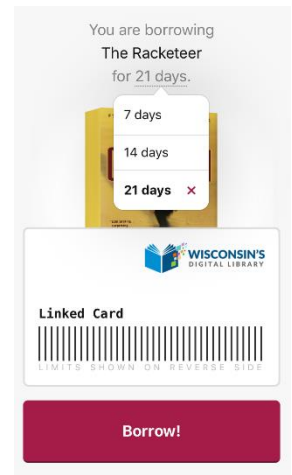 You are borrowing
The Racketeer
for 21 days.
7 days
14 days
21 days ×
WISCONSIN'S
DIGITAL LIBRARY
Linked Card
LIMITS SHOWN ON REVERSE SIDE
Borrow!